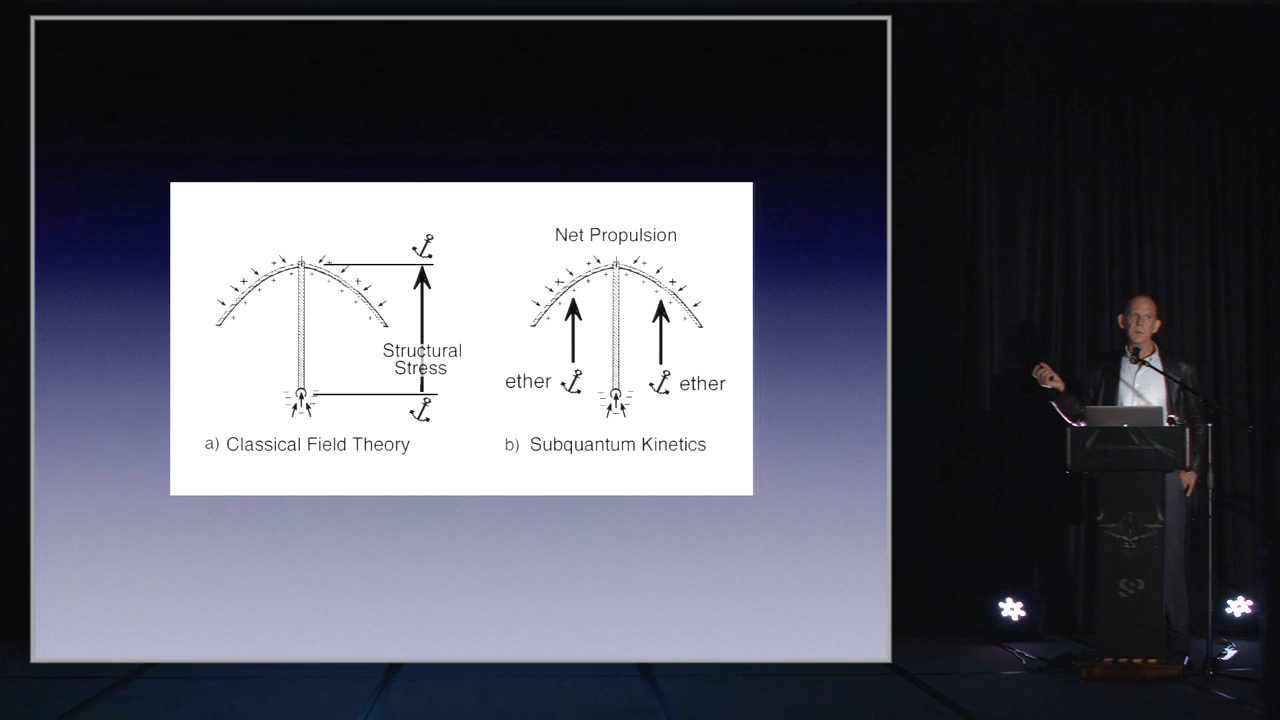 Net Propulsion
Structural
Stress
ether
ether
a) Classical Field Theory
b) Subquantum Kinetics